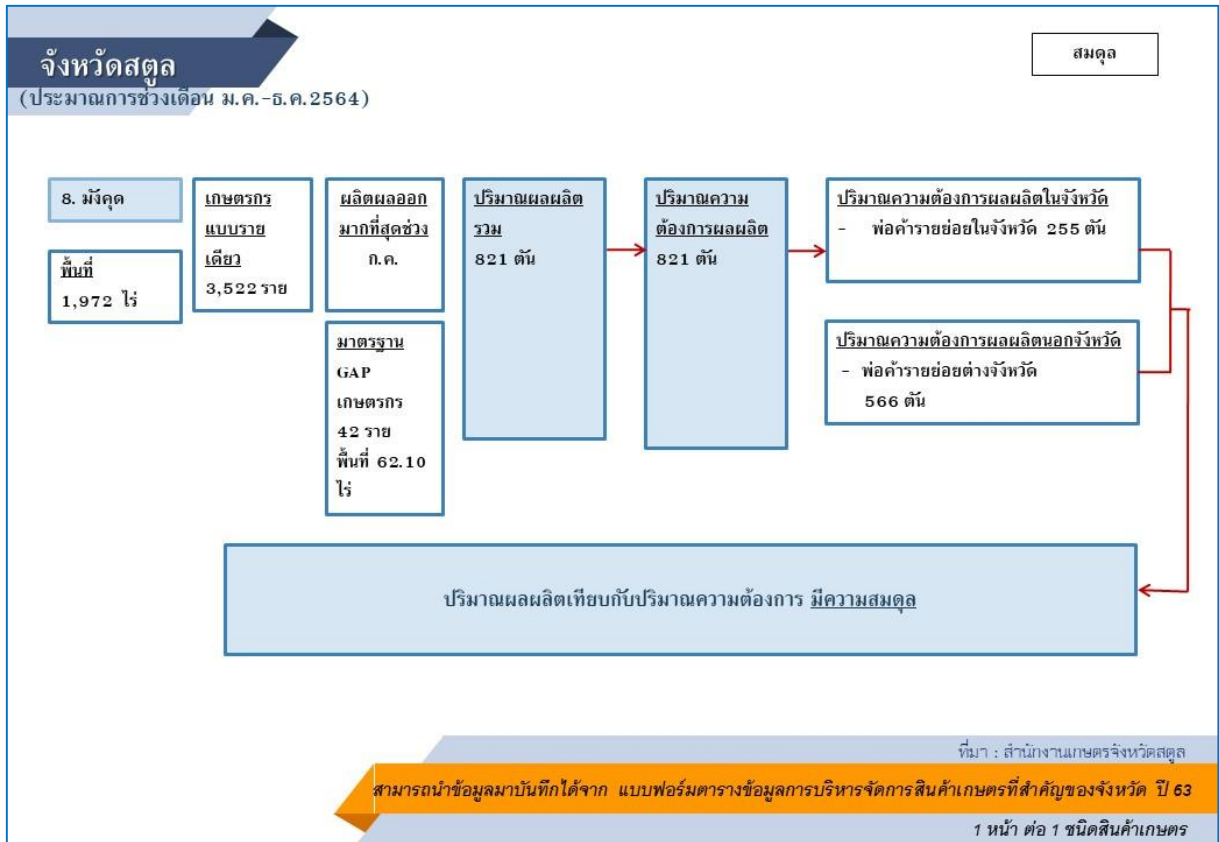 จังหวัดสตูล
(ประมาณการช่วงเดือน ม.ค.-ธ.ค.2564)
สมดุล
8. มังคุด
พื้นที่
1,972 ไร่
เกษตรกร
แบบราย
เดียว
3,522 ราย
ผลิตผลออก
มากที่สุดช่วง
ก.ค.
มาตรฐาน
GAP
เกษตรกร
42 ราย
พื้นที่ 62.10
ไร่
ปริมาณผลผลิต
รวม
821 ตัน
ปริมาณความ
ต้องการผลผลิต
821 ตัน
ปริมาณความต้องการผลผลิตในจังหวัด
- พ่อค้ารายย่อยในจังหวัด 255 ตัน
ปริมาณความต้องการผลผลิตนอกจังหวัด
- พ่อค้ารายย่อยต่างจังหวัด
566 ตัน
ปริมาณผลผลิตเทียบกับปริมาณความต้องการ มีความสมดุล
ที่มา : สำนักงานเกษตรจังหวัดสตูล
สามารถนำข้อมูลมาบันทึกได้จาก แบบฟอร์มตารางข้อมูลการบริหารจัดการสินค้าเกษตรที่สำคัญของจังหวัด ปี 63
1 หน้า ต่อ 1 ชนิดสินค้าเกษตร